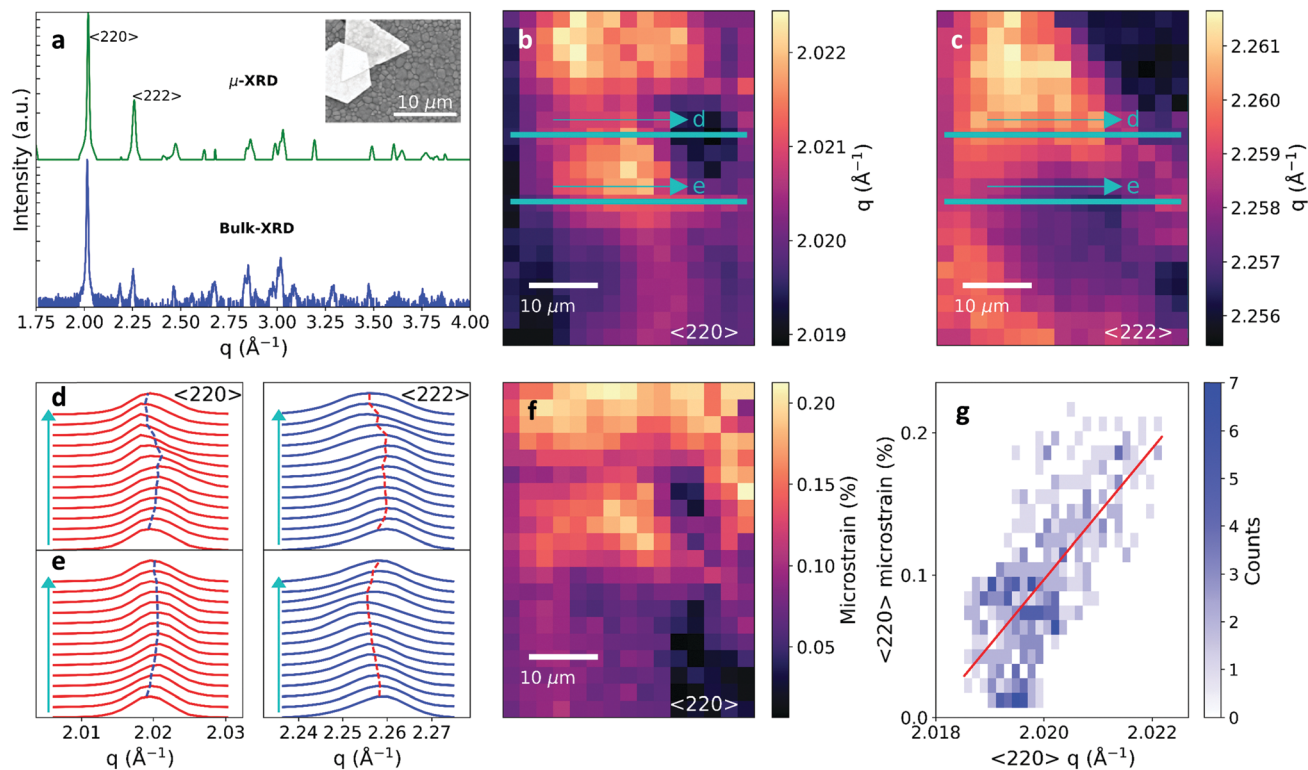 a
<220>
<222>
μ-XRD
Bulk-XRD
10 μm
Intensity (a.u.)
1.75 2.00 2.25 2.50 2.75 3.00 3.25 3.50 3.75 4.00
q (Å⁻¹)
b
d
e
10 μm
<220>
2.022
2.021
2.020
2.019
q (Å⁻¹)
c
d
e
10 μm
<222>
2.261
2.260
2.259
2.258
2.257
2.256
q (Å⁻¹)
d
<220>
<222>
e
2.01 2.02 2.03
q (Å⁻¹)
2.24 2.25 2.26 2.27
q (Å⁻¹)
f
10 μm
<220>
0.20
0.15
0.10
0.05
Microstrain (%)
g
<220> microstrain (%)
0.2
0.1
0.0
2.018 2.020 2.022
<220> q (Å⁻¹)
7
6
5
4
3
2
1
0
Counts